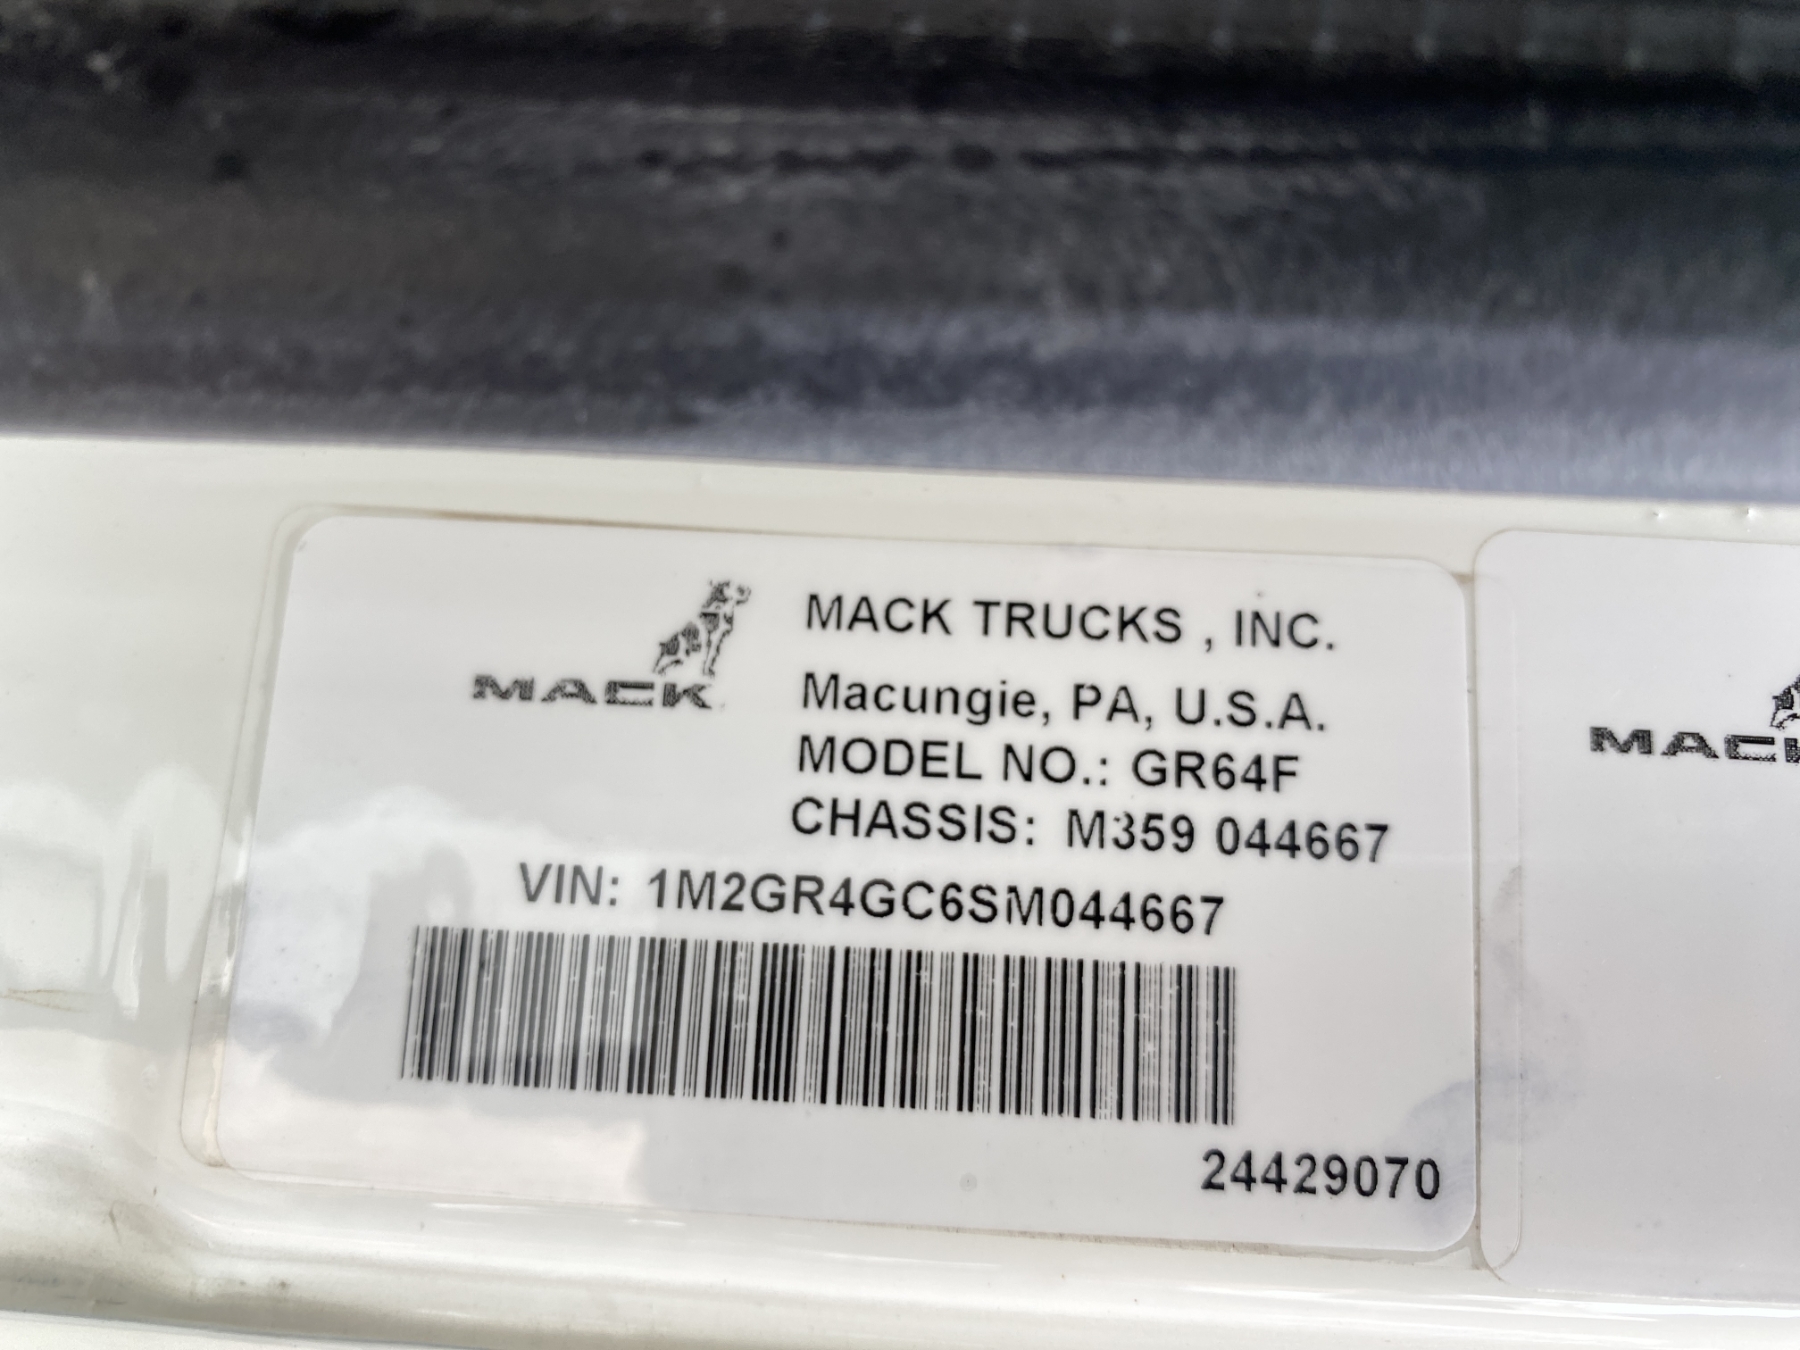 MACK
MACK TRUCKS , INC.
Macungie, PA, U.S.A.
MODEL NO.: GR64F
CHASSIS: M359 044667
VIN: 1M2GR4GC6SM044667
24429070
MACK